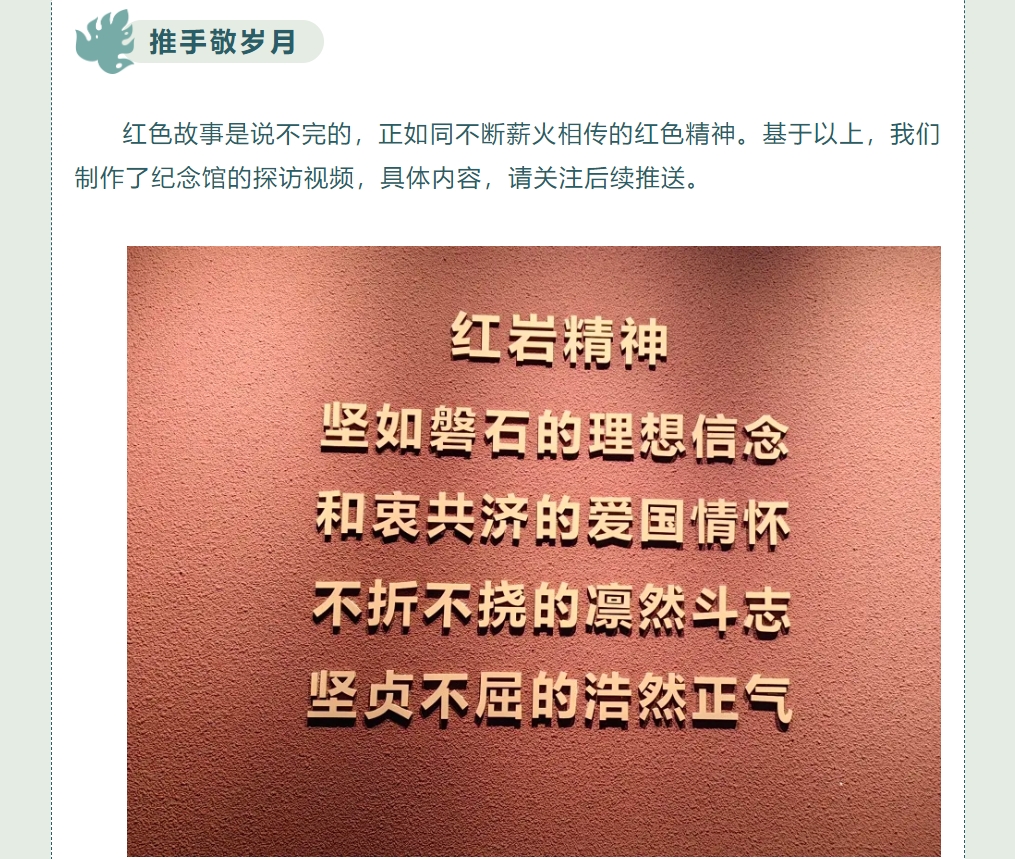 推手敬岁月
红色故事是说不完的，正如同不断薪火相传的红色精神。基于以上，我们
制作了纪念馆的探访视频，具体内容，请关注后续推送。
红岩精神
坚如磐石的理想信念
和衷共济的爱国情怀
不折不挠的凛然斗志
坚贞不屈的浩然正气